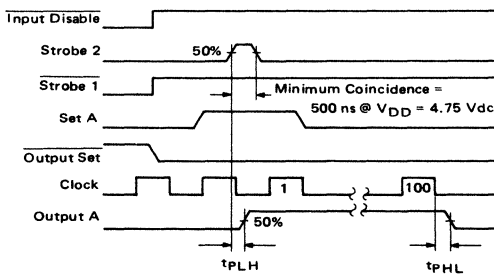 Input Disable
Strobe 2
50%
Strobe 1
Minimum Coincidence =
500 ns @ VDD = 4.75 Vdc
Set A
Output Set
Clock
1
100
Output A
50%
tPLH
tPHL